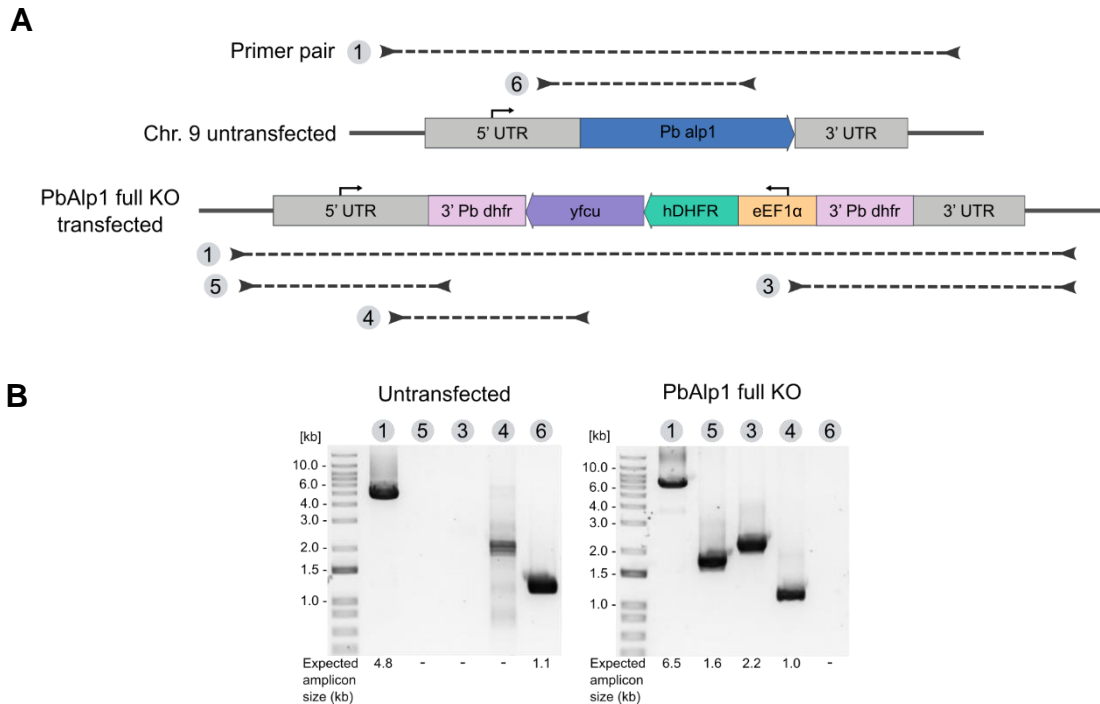 A
Primer pair 1
6
Chr. 9 untransfected
5' UTR Pb alp1 3' UTR
PbAlp1 full KO
transfected
5' UTR 3' Pb dhfr yfcu hDHFR eEF1α 3' Pb dhfr 3' UTR
1
5 3
4
B
Untransfected PbAlp1 full KO
[kb] 1 5 3 4 6 [kb] 1 5 3 4 6
10.0 - 10.0 -
6.0 - 6.0 -
4.0 - 4.0 -
3.0 - 3.0 -
2.0 - 2.0 -
1.5 - 1.5 -
1.0 - 1.0 -
Expected 4.8 - - - 1.1 Expected 6.5 1.6 2.2 1.0 -
amplicon amplicon
size (kb) size (kb)